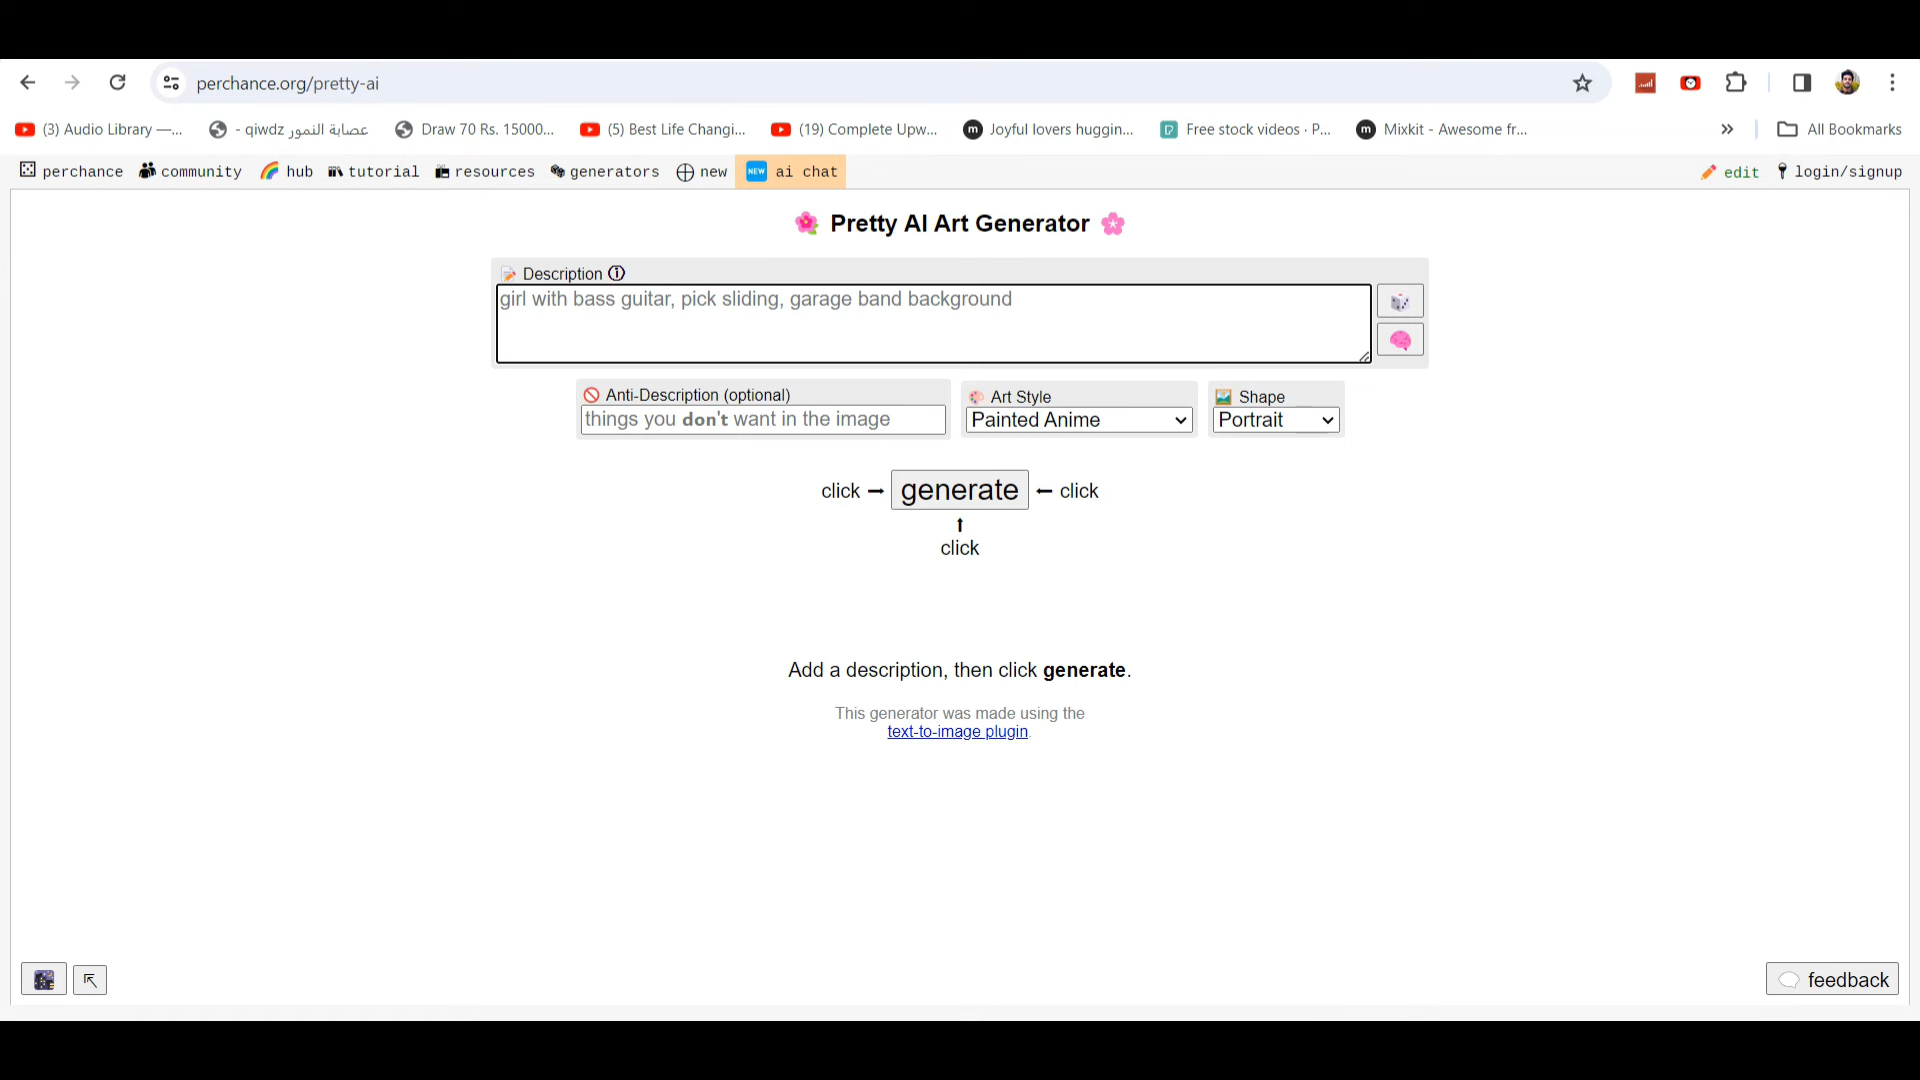 perchance.org/pretty-ai
(3) Audio Library —...
عصابة النمور qiwdz -
Draw 70 Rs. 15000...
(5) Best Life Changi...
(19) Complete Upw...
Joyful lovers huggin...
Free stock videos · P...
Mixkit - Awesome fr...
All Bookmarks
perchance community hub tutorial resources generators new NEW ai chat edit login/signup
Pretty AI Art Generator
Description
girl with bass guitar, pick sliding, garage band background
Anti-Description (optional)
things you don't want in the image
Art Style
Painted Anime
Shape
Portrait
click → generate ← click
click
Add a description, then click generate.
This generator was made using the
text-to-image plugin.
feedback